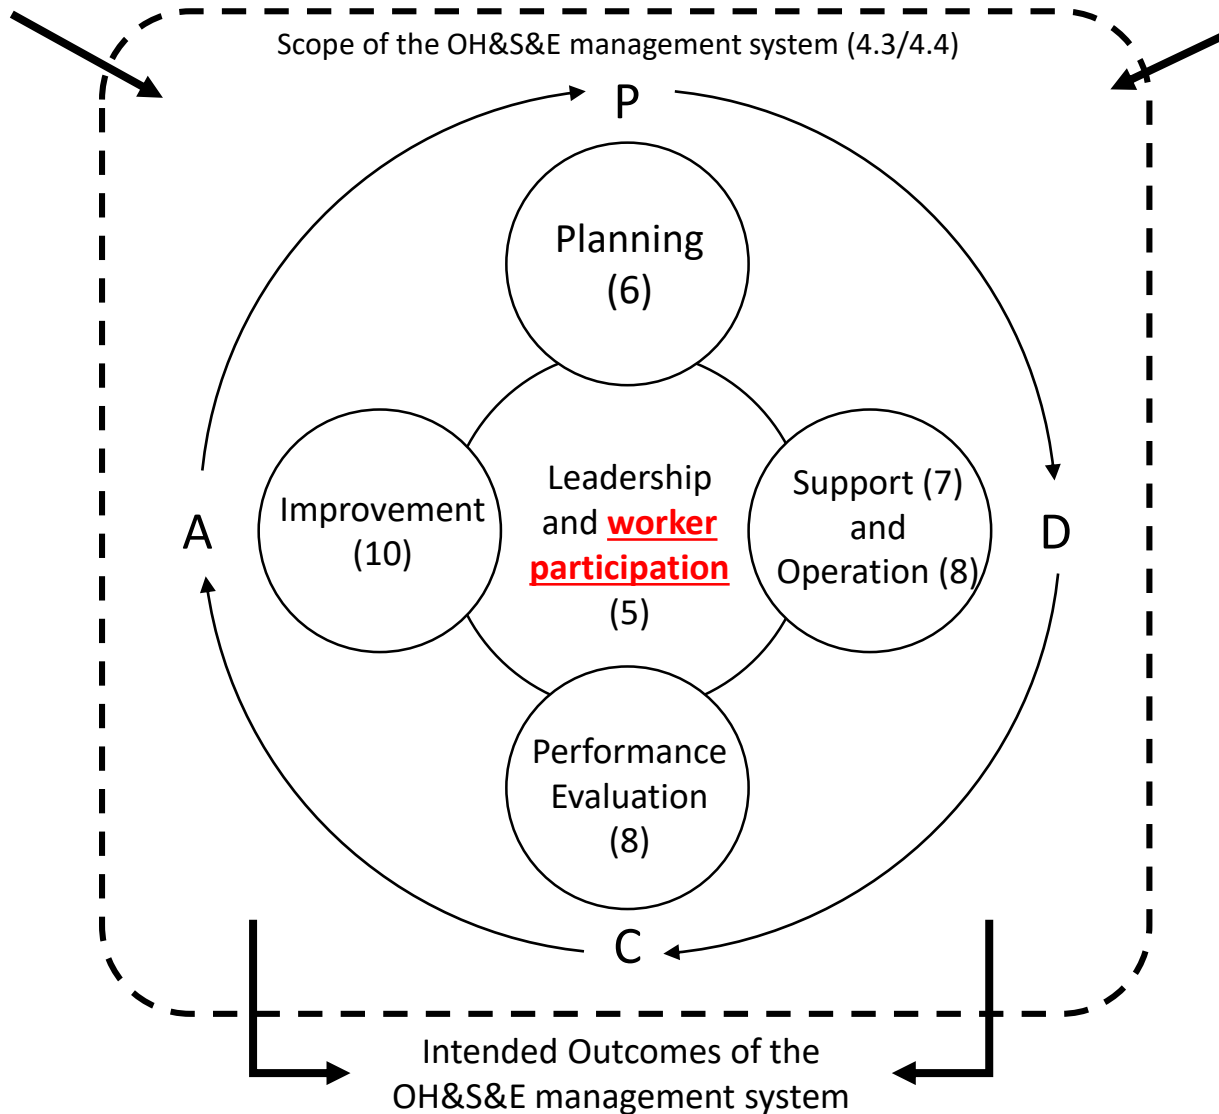 Scope of the OH&S&E management system (4.3/4.4)
P
Planning
(6)
A
Improvement
(10)
Leadership
and worker
participation
(5)
Support (7)
and
Operation (8)
D
Performance
Evaluation
(8)
C
Intended Outcomes of the
OH&S&E management system